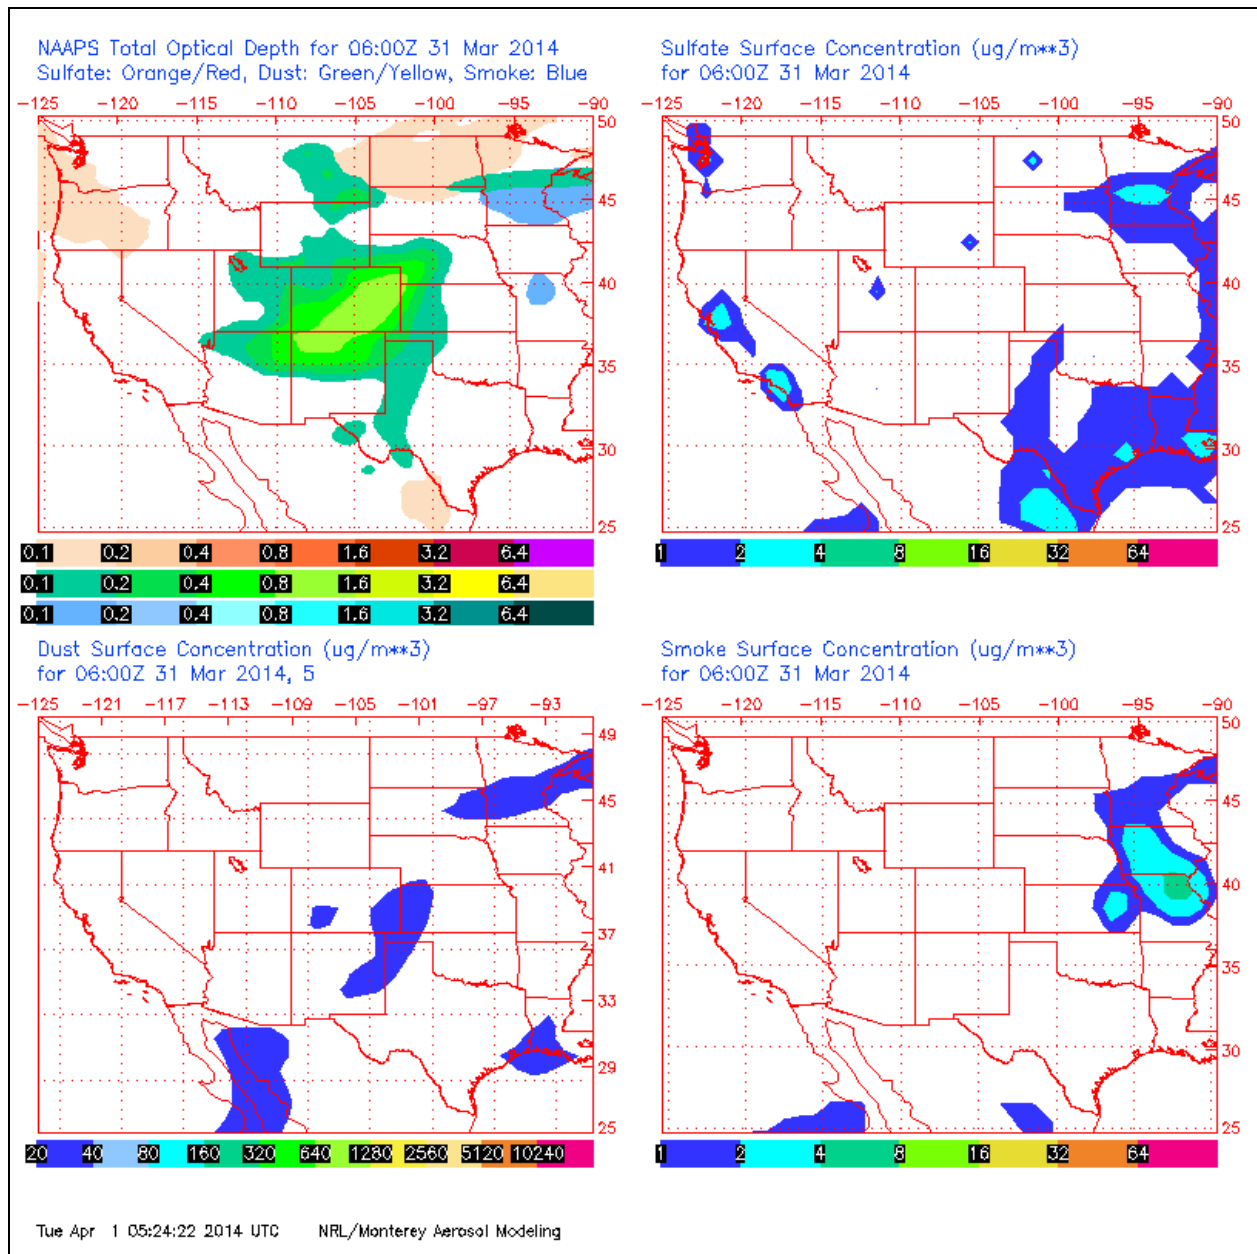 NAAPS Total Optical Depth for 06:00Z 31 Mar 2014
Sulfate: Orange/Red, Dust: Green/Yellow, Smoke: Blue
-125 -120 -115 -110 -105 -100 -95 -90
50
45
40
35
30
25
0.1 0.2 0.4 0.8 1.6 3.2 6.4
0.1 0.2 0.4 0.8 1.6 3.2 6.4
0.1 0.2 0.4 0.8 1.6 3.2 6.4
Sulfate Surface Concentration (ug/m**3)
for 06:00Z 31 Mar 2014
-125 -120 -115 -110 -105 -100 -95 -90
50
45
40
35
30
25
1 2 4 8 16 32 64
Dust Surface Concentration (ug/m**3)
for 06:00Z 31 Mar 2014, 5
-125 -121 -117 -113 -109 -105 -101 -97 -93
49
45
41
37
33
29
25
20 40 80 160 320 640 1280 2560 5120 10240
Smoke Surface Concentration (ug/m**3)
for 06:00Z 31 Mar 2014
-125 -120 -115 -110 -105 -100 -95 -90
50
45
40
35
30
25
1 2 4 8 16 32 64
Tue Apr 1 05:24:22 2014 UTC NRL/Monterey Aerosol Modeling